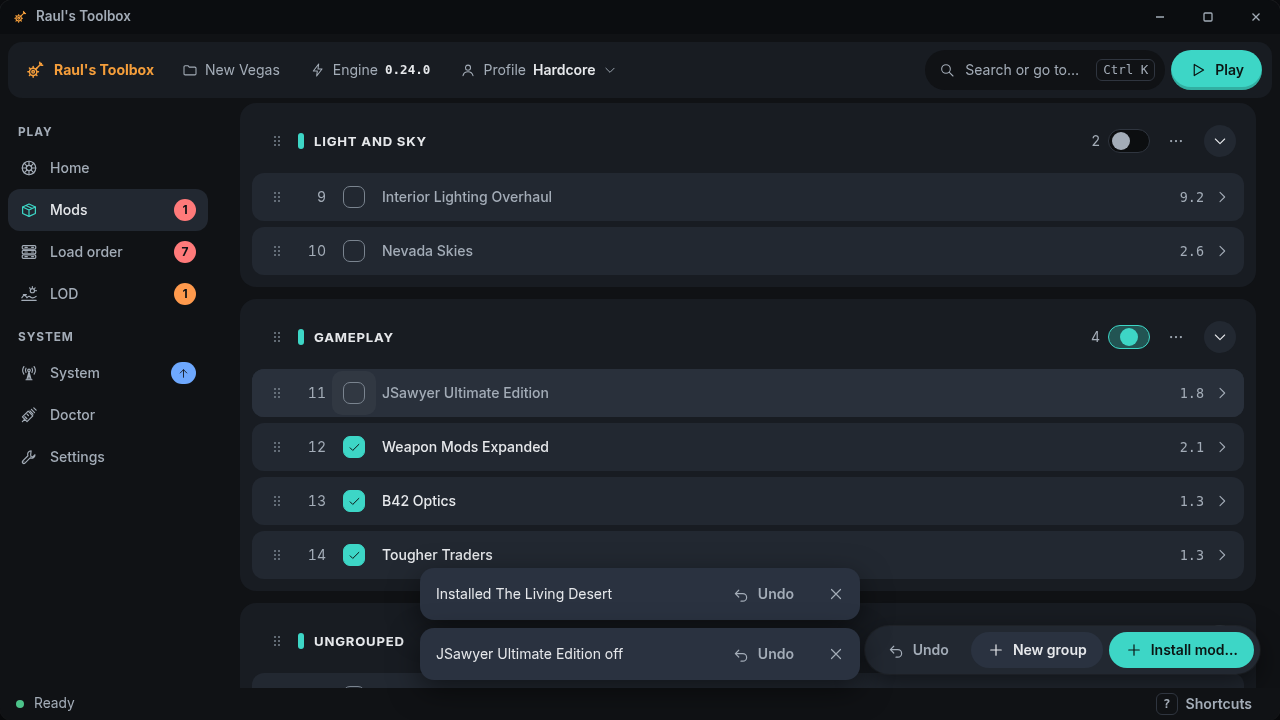 Raul's Toolbox
Raul's Toolbox
New Vegas
Engine 0.24.0
Profile Hardcore
Search or go to...
Ctrl K
Play
PLAY
Home
Mods 1
Load order 7
LOD 1
SYSTEM
System
Doctor
Settings
LIGHT AND SKY 2
9 Interior Lighting Overhaul 9.2
10 Nevada Skies 2.6
GAMEPLAY 4
11 JSawyer Ultimate Edition 1.8
12 Weapon Mods Expanded 2.1
13 B42 Optics 1.3
14 Tougher Traders 1.3
UNGROUPED
Installed The Living Desert Undo
JSawyer Ultimate Edition off Undo
Undo
New group
Install mod...
Ready
? Shortcuts